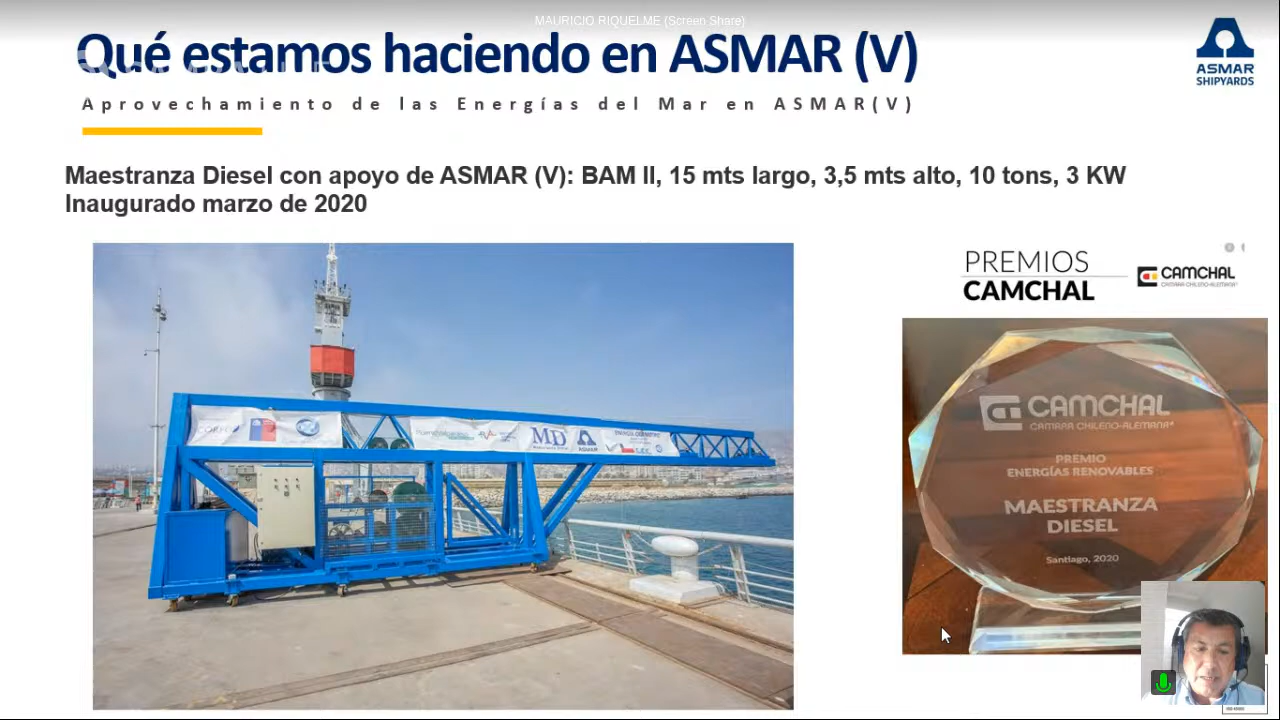 MAURICIO RIQUELME (Screen Share)
Qué estamos haciendo en ASMAR (V)
Aprovechamiento de las Energías del Mar en ASMAR(V)
ASMAR
SHIPYARDS
Maestranza Diesel con apoyo de ASMAR (V): BAM II, 15 mts largo, 3,5 mts alto, 10 tons, 3 KW
Inaugurado marzo de 2020
PREMIOS
CAMCHAL
CAMCHAL
CÁMARA CHILENO-ALEMANA
CORFO
MD
ASMAR
CAMCHAL
CÁMARA CHILENO-ALEMANA
PREMIO
ENERGÍAS RENOVABLES
MAESTRANZA
DIESEL
Santiago, 2020